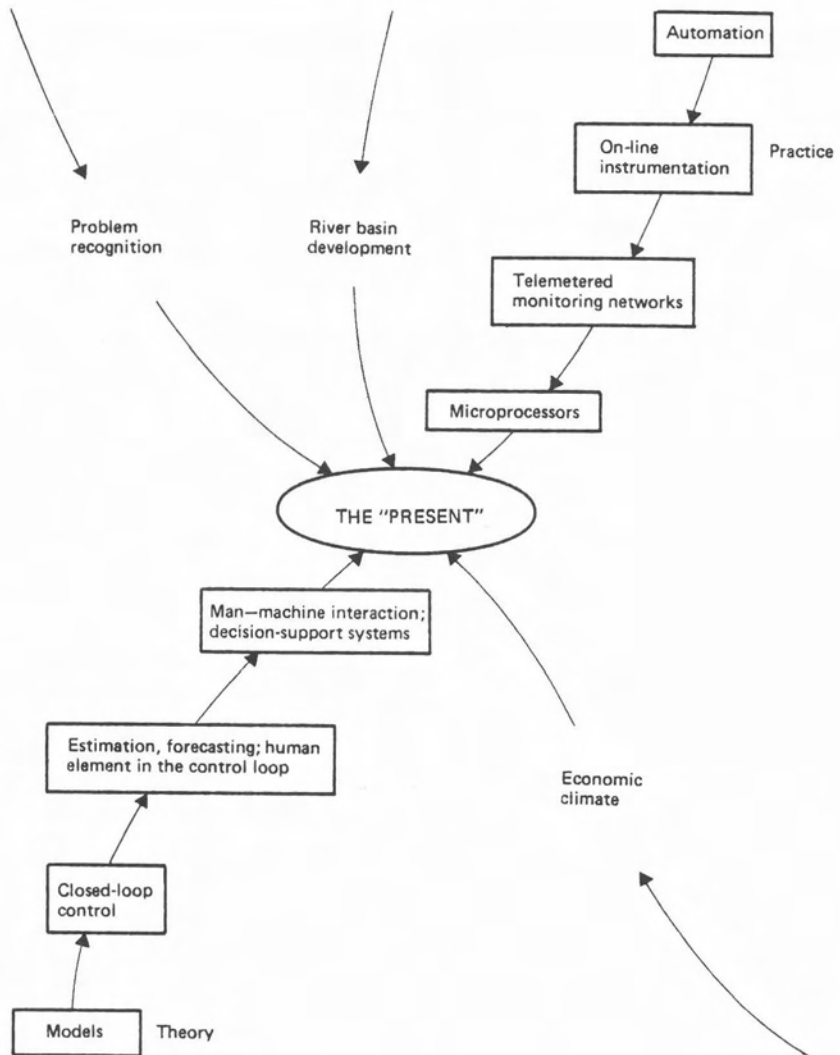 Automation
On-line
instrumentation
Practice
Problem
recognition
River basin
development
Telemetered
monitoring networks
Microprocessors
THE "PRESENT"
Man—machine interaction;
decision-support systems
Estimation, forecasting; human
element in the control loop
Economic
climate
Closed-loop
control
Models
Theory